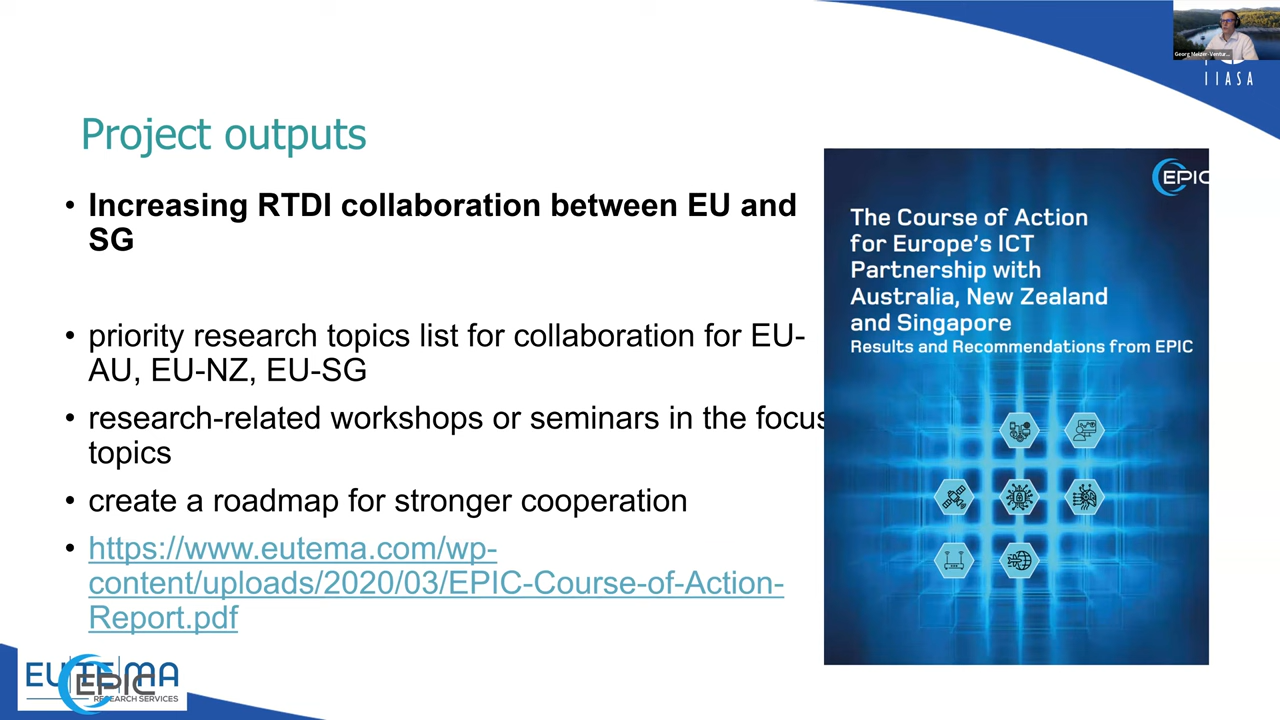 Georg Melzer-Ventur...
IIASA
Project outputs
• Increasing RTDI collaboration between EU and
SG
• priority research topics list for collaboration for EU-
AU, EU-NZ, EU-SG
• research-related workshops or seminars in the focus
topics
• create a roadmap for stronger cooperation
• https://www.eutema.com/wp-
content/uploads/2020/03/EPIC-Course-of-Action-
Report.pdf
EPIC
The Course of Action
for Europe's ICT
Partnership with
Australia, New Zealand
and Singapore
Results and Recommendations from EPIC
EUTEMA
EPIC
RESEARCH SERVICES